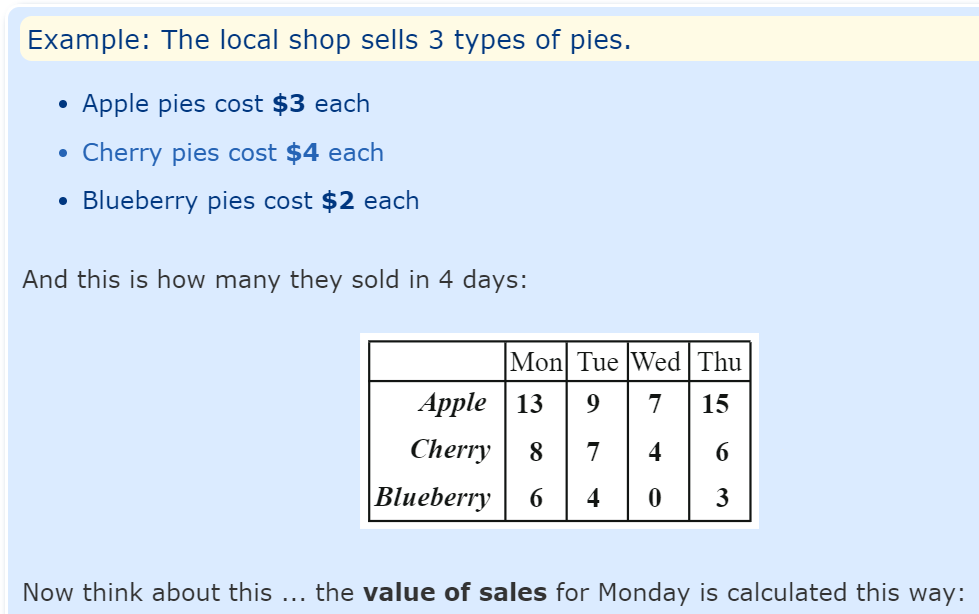 Example: The local shop sells 3 types of pies.
• Apple pies cost $3 each
• Cherry pies cost $4 each
• Blueberry pies cost $2 each
And this is how many they sold in 4 days:
Mon Tue Wed Thu
Apple 13 9 7 15
Cherry 8 7 4 6
Blueberry 6 4 0 3
Now think about this ... the value of sales for Monday is calculated this way: